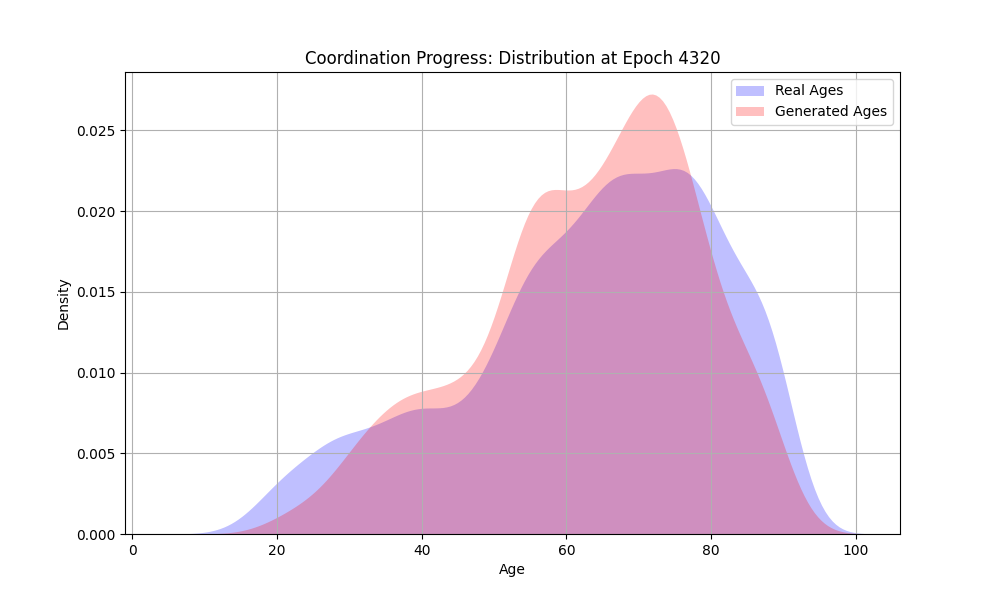 Coordination Progress: Distribution at Epoch 4320
Real Ages
Generated Ages
Density
0.025
0.020
0.015
0.010
0.005
0.000
0 20 40 60 80 100
Age